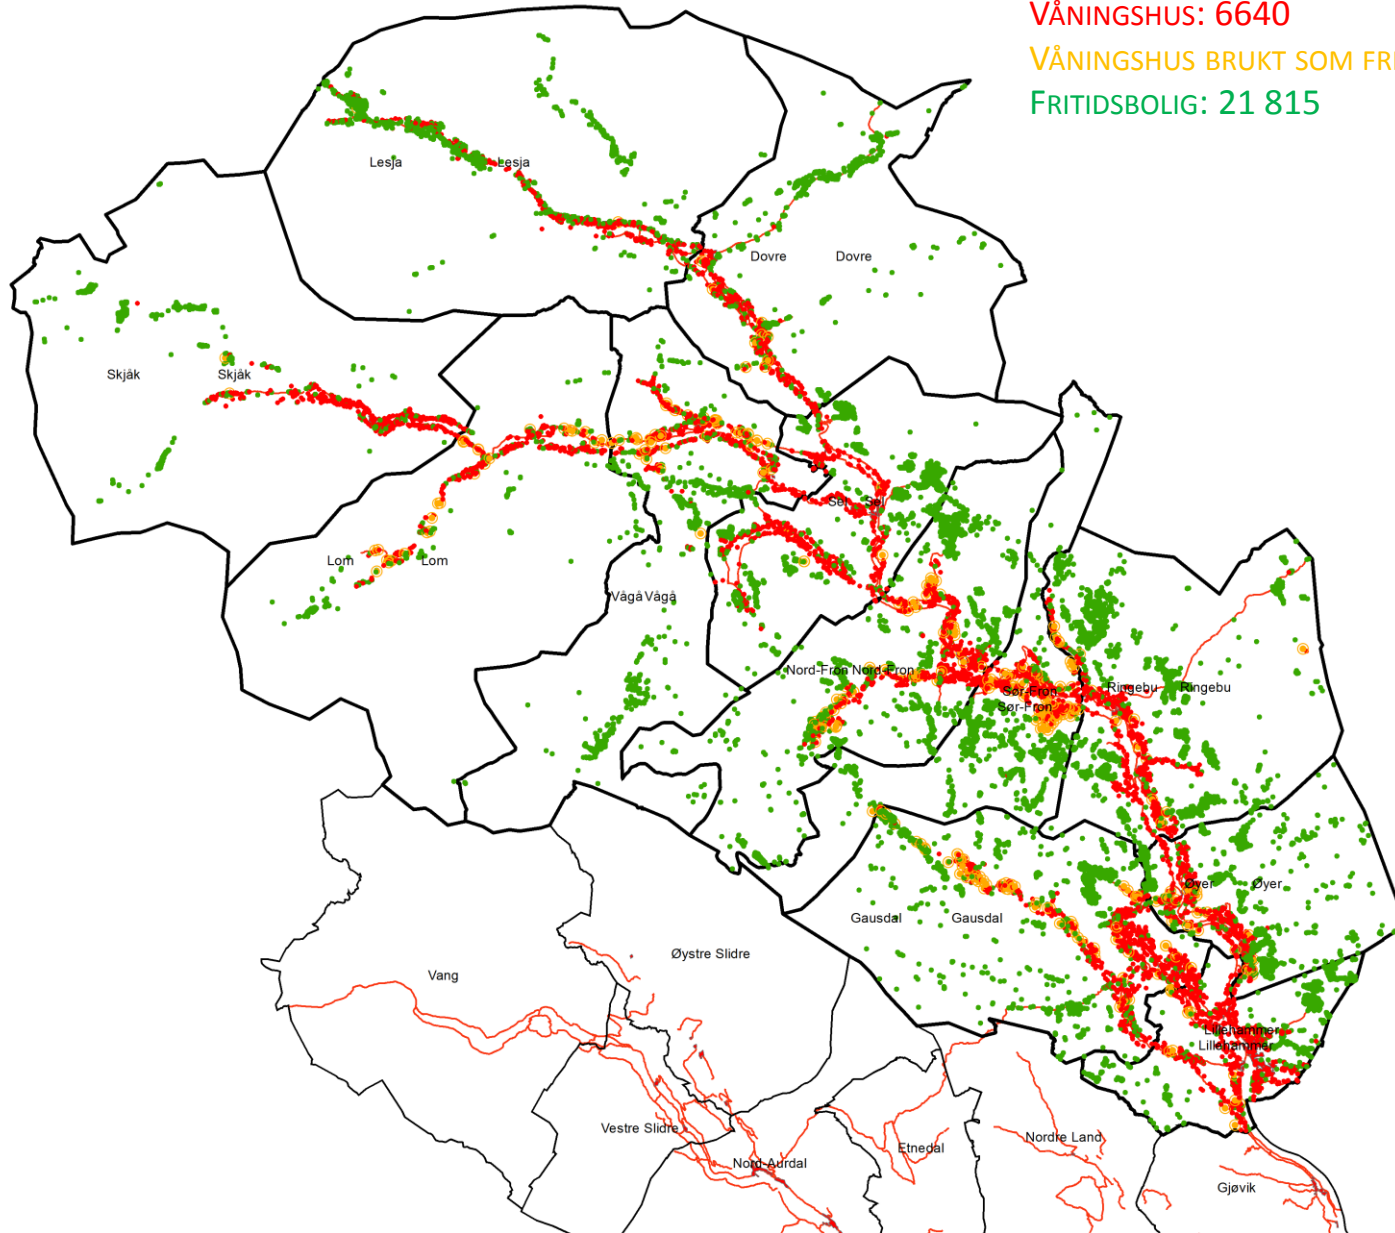 VÅNINGSHUS: 6640
VÅNINGSHUS BRUKT SOM FRI
FRITIDSBOLIG: 21 815
Lesja Lesja
Dovre Dovre
Skjåk Skjåk
Sel Sel
Lom Lom
Vågå Vågå
Nord-Fron Nord-Fron
Ringebu Ringebu
Sør-Fron
Sør-Fron
Øyer Øyer
Gausdal Gausdal
Øystre Slidre
Vang
Lillehammer
Lillehammer
Vestre Slidre
Nord-Aurdal
Etnedal
Nordre Land
Gjøvik